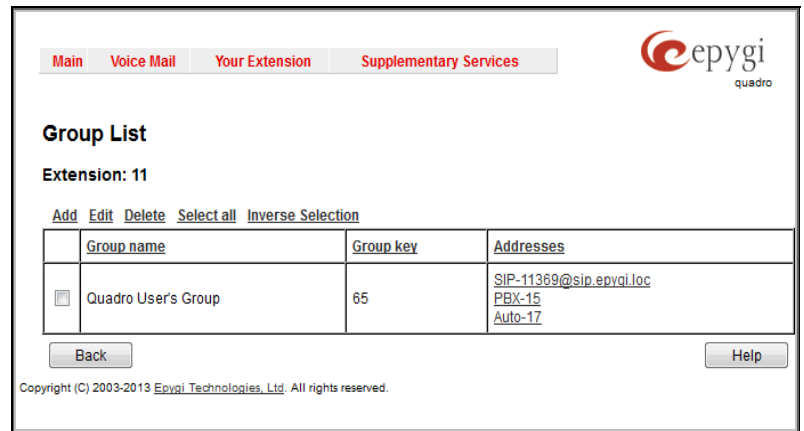 Main Voice Mail Your Extension Supplementary Services
epygi
quadro
Group List
Extension: 11
Add Edit Delete Select all Inverse Selection
Group name Group key Addresses
Quadro User's Group 65 SIP-11369@sip.epygi.loc
PBX-15
Auto-17
Back Help
Copyright (C) 2003-2013 Epygi Technologies, Ltd. All rights reserved.